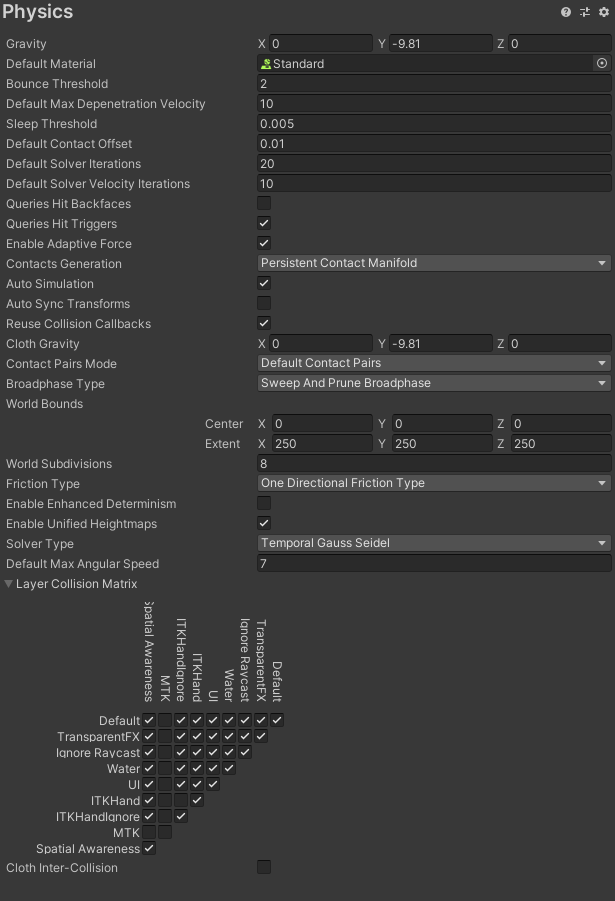 Physics
Gravity X 0 Y -9.81 Z 0
Default Material Standard
Bounce Threshold 2
Default Max Depenetration Velocity 10
Sleep Threshold 0.005
Default Contact Offset 0.01
Default Solver Iterations 20
Default Solver Velocity Iterations 10
Queries Hit Backfaces
Queries Hit Triggers
Enable Adaptive Force
Contacts Generation Persistent Contact Manifold
Auto Simulation
Auto Sync Transforms
Reuse Collision Callbacks
Cloth Gravity X 0 Y -9.81 Z 0
Contact Pairs Mode Default Contact Pairs
Broadphase Type Sweep And Prune Broadphase
World Bounds
Center X 0 Y 0 Z 0
Extent X 250 Y 250 Z 250
World Subdivisions 8
Friction Type One Directional Friction Type
Enable Enhanced Determinism
Enable Unified Heightmaps
Solver Type Temporal Gauss Seidel
Default Max Angular Speed 7
Layer Collision Matrix
Spatial Awareness
MTK
ITKHandIgnore
ITKHand
UI
Water
Ignore Raycast
TransparentFX
Default
Default
TransparentFX
Ignore Raycast
Water
UI
ITKHand
ITKHandIgnore
MTK
Spatial Awareness
Cloth Inter-Collision